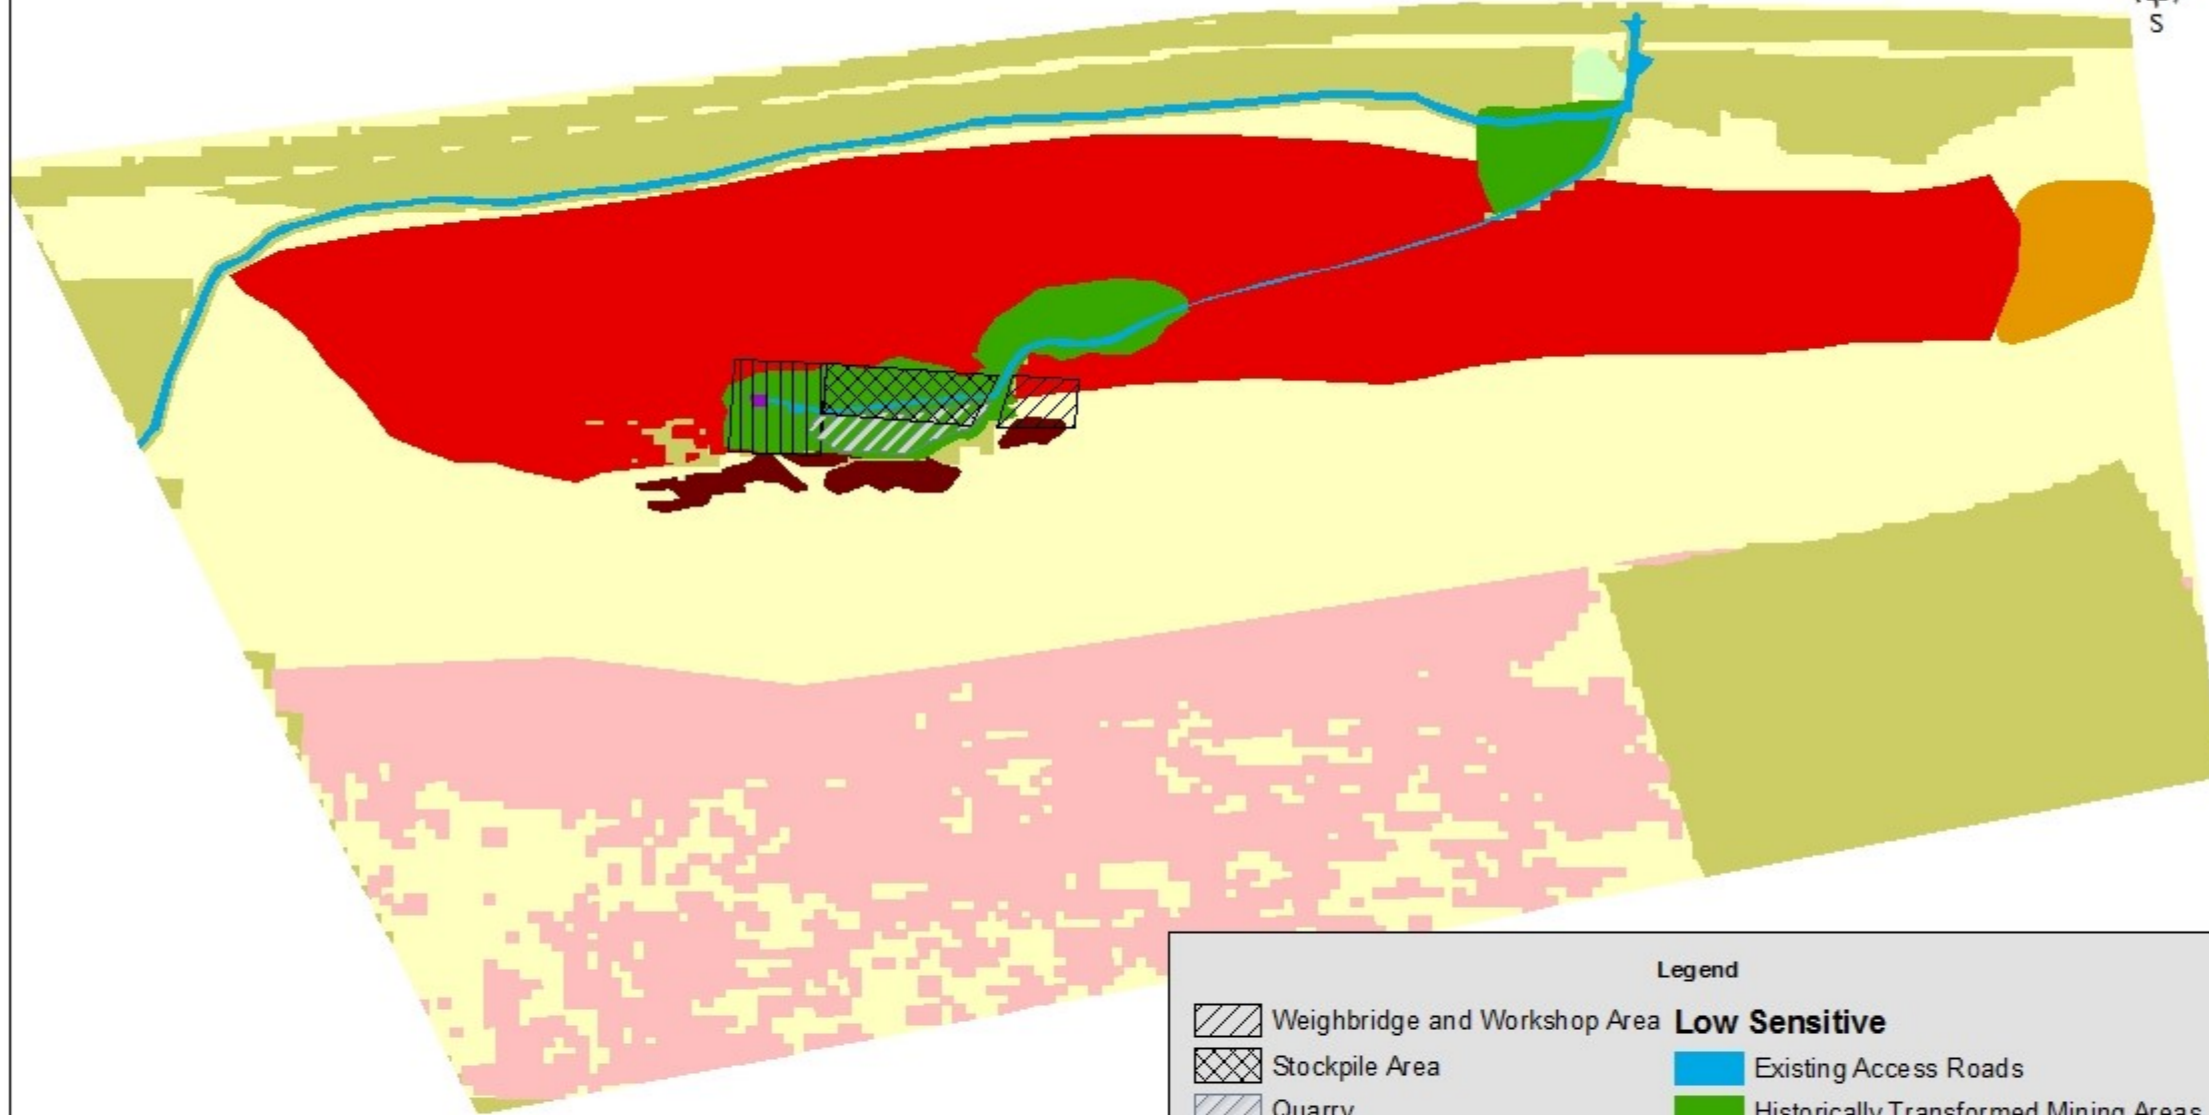 S
Legend
Weighbridge and Workshop Area Low Sensitive
Stockpile Area Existing Access Roads
Quarry Historically Transformed Mining Areas